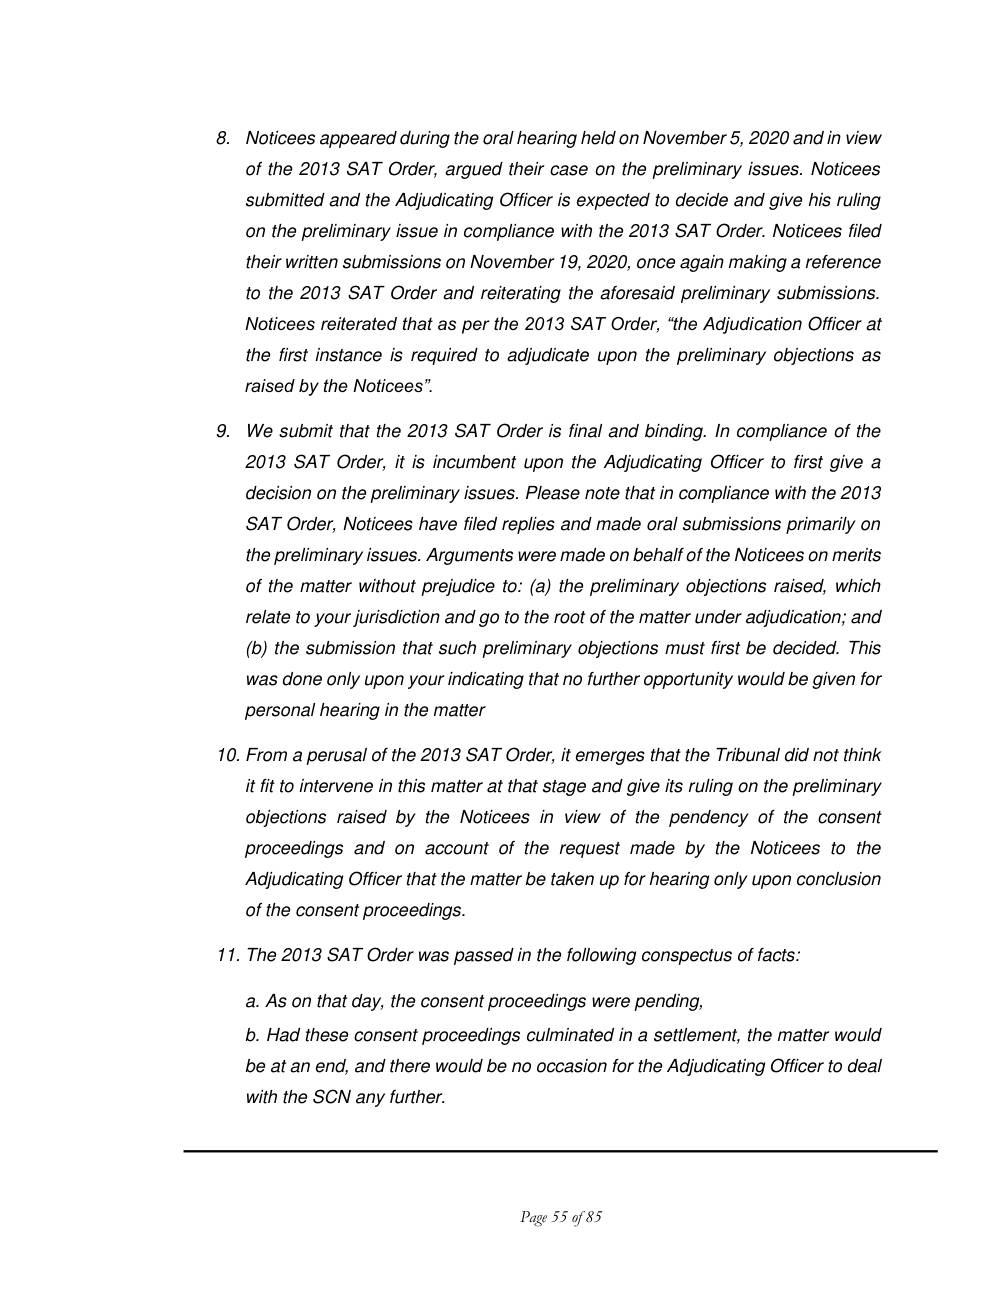 8. Noticees appeared during the oral hearing held on November 5, 2020 and in view
of the 2013 SAT Order, argued their case on the preliminary issues. Noticees
submitted and the Adjudicating Officer is expected to decide and give his ruling
on the preliminary issue in compliance with the 2013 SAT Order. Noticees filed
their written submissions on November 19, 2020, once again making a reference
to the 2013 SAT Order and reiterating the aforesaid preliminary submissions.
Noticees reiterated that as per the 2013 SAT Order, “the Adjudication Officer at
the first instance is required to adjudicate upon the preliminary objections as
raised by the Noticees”.
9. We submit that the 2013 SAT Order is final and binding. In compliance of the
2013 SAT Order, it is incumbent upon the Adjudicating Officer to first give a
decision on the preliminary issues. Please note that in compliance with the 2013
SAT Order, Noticees have filed replies and made oral submissions primarily on
the preliminary issues. Arguments were made on behalf of the Noticees on merits
of the matter without prejudice to: (a) the preliminary objections raised, which
relate to your jurisdiction and go to the root of the matter under adjudication; and
(b) the submission that such preliminary objections must first be decided. This
was done only upon your indicating that no further opportunity would be given for
personal hearing in the matter
10. From a perusal of the 2013 SAT Order, it emerges that the Tribunal did not think
it fit to intervene in this matter at that stage and give its ruling on the preliminary
objections raised by the Noticees in view of the pendency of the consent
proceedings and on account of the request made by the Noticees to the
Adjudicating Officer that the matter be taken up for hearing only upon conclusion
of the consent proceedings.
11. The 2013 SAT Order was passed in the following conspectus of facts:
a. As on that day, the consent proceedings were pending,
b. Had these consent proceedings culminated in a settlement, the matter would
be at an end, and there would be no occasion for the Adjudicating Officer to deal
with the SCN any further.
Page 55 of 85